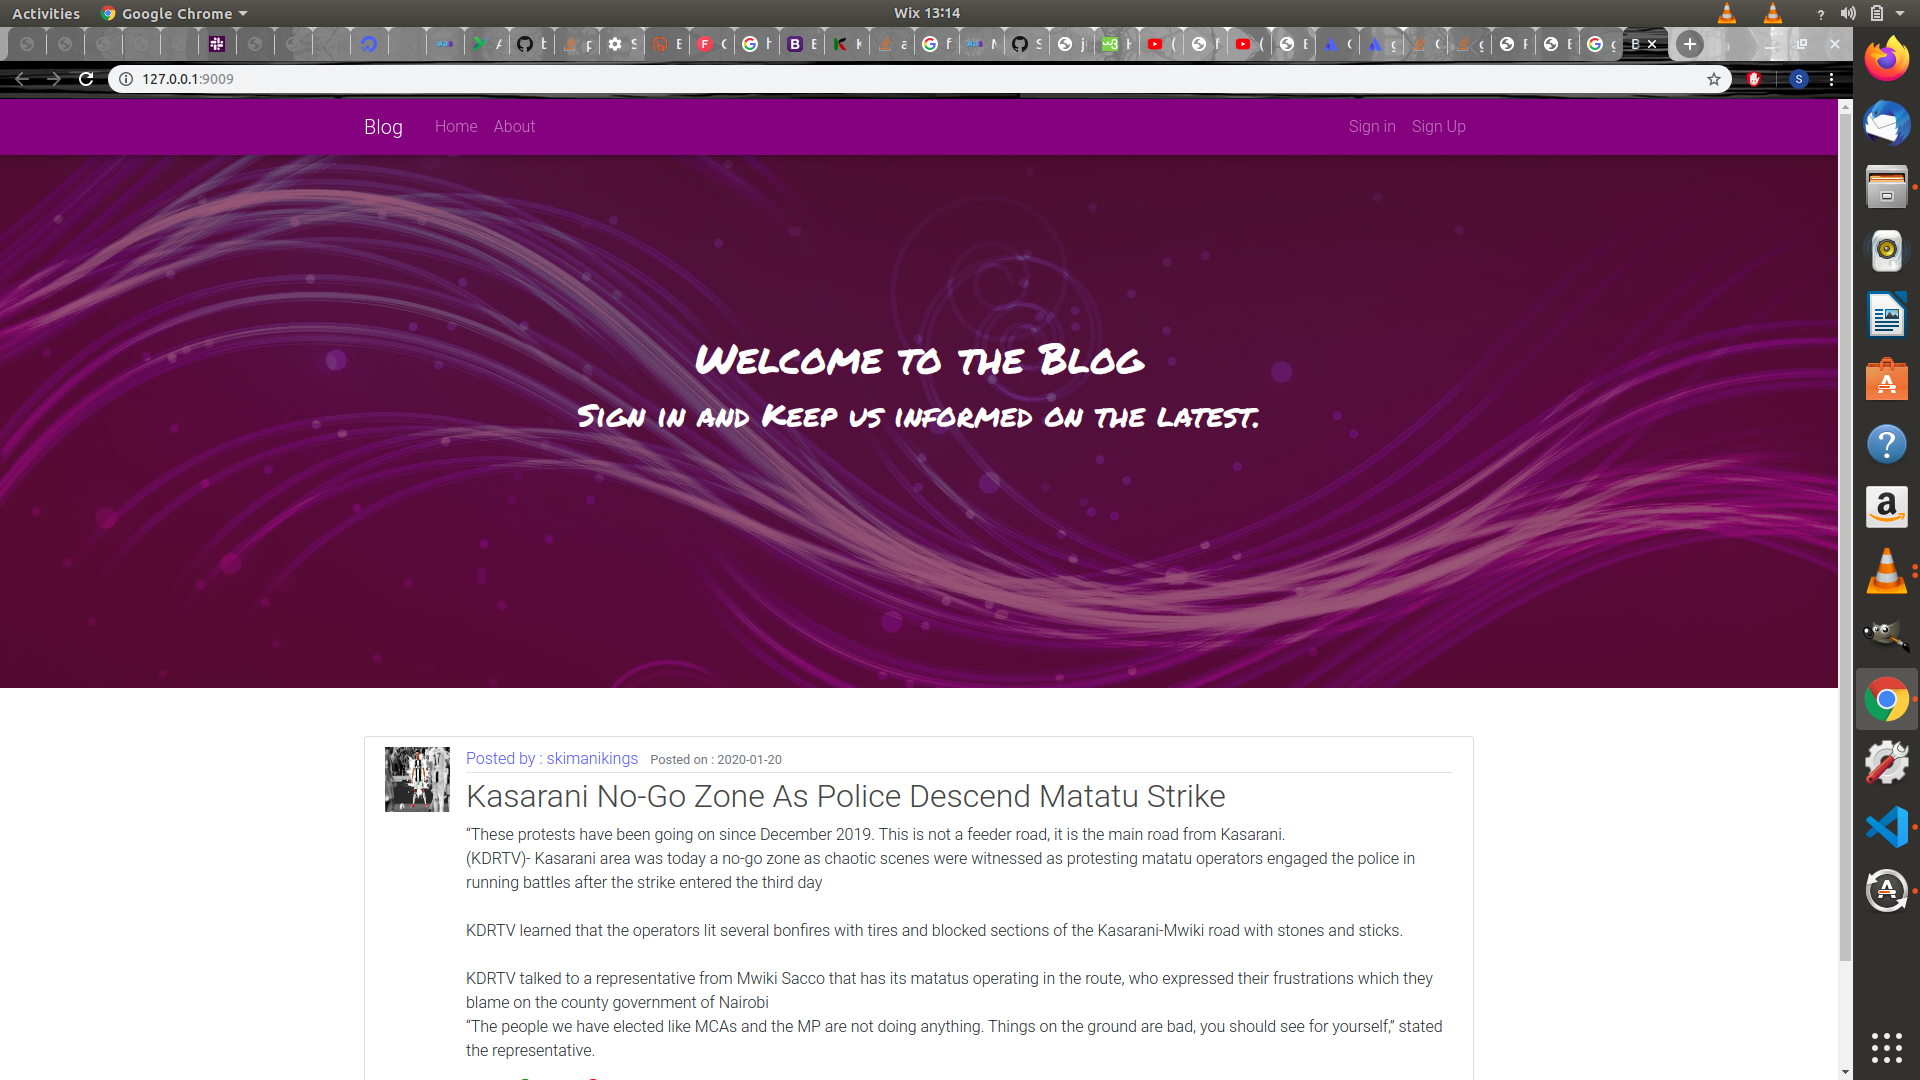 Activities Google Chrome Wix 13:14
127.0.0.1:9009
Blog Home About Sign in Sign Up
Welcome to the Blog
Sign in and Keep us informed on the latest.
Posted by : skimanikings Posted on : 2020-01-20
Kasarani No-Go Zone As Police Descend Matatu Strike
“These protests have been going on since December 2019. This is not a feeder road, it is the main road from Kasarani.
(KDRTV)- Kasarani area was today a no-go zone as chaotic scenes were witnessed as protesting matatu operators engaged the police in
running battles after the strike entered the third day
KDRTV learned that the operators lit several bonfires with tires and blocked sections of the Kasarani-Mwiki road with stones and sticks.
KDRTV talked to a representative from Mwiki Sacco that has its matatus operating in the route, who expressed their frustrations which they
blame on the county government of Nairobi
“The people we have elected like MCAs and the MP are not doing anything. Things on the ground are bad, you should see for yourself,” stated
the representative.